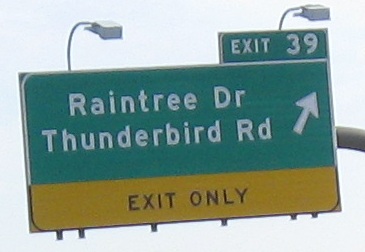 EXIT 39
Raintree Dr
Thunderbird Rd
EXIT ONLY